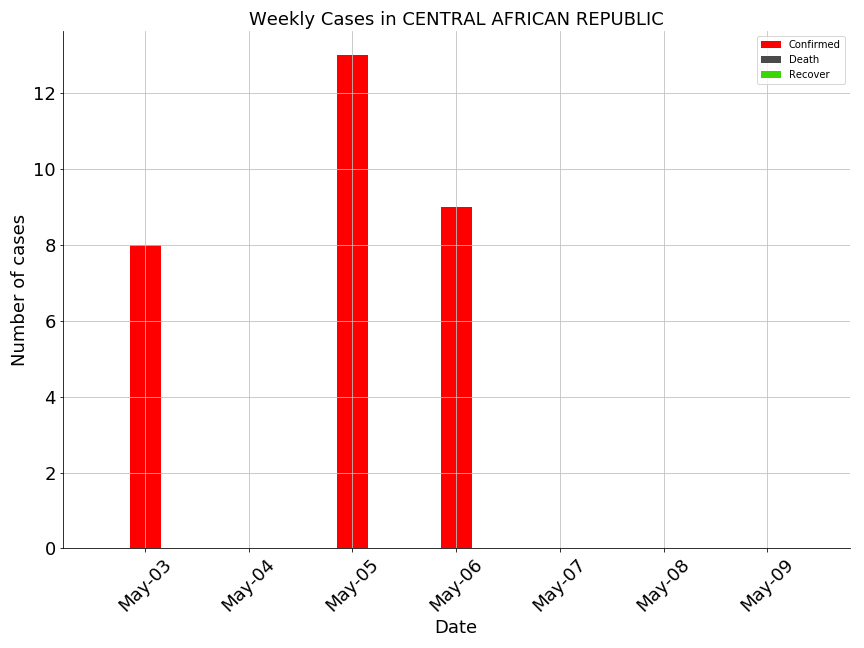 Weekly Cases in CENTRAL AFRICAN REPUBLIC
Confirmed
Death
Recover
Number of cases
12
10
8
6
4
2
0
May-03
May-04
May-05
May-06
May-07
May-08
May-09
Date